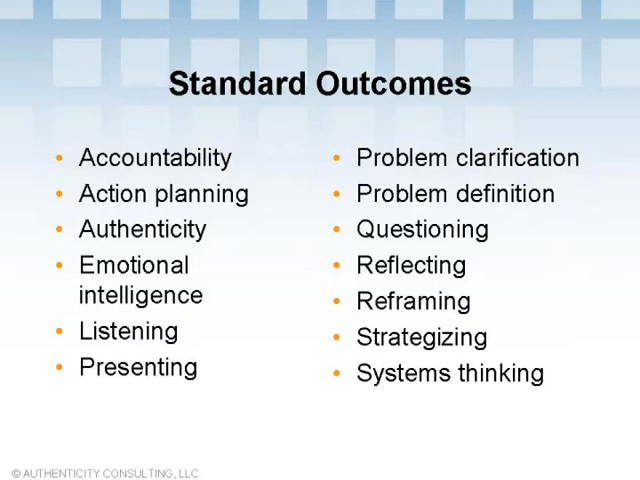 Standard Outcomes
• Accountability
• Action planning
• Authenticity
• Emotional
intelligence
• Listening
• Presenting
• Problem clarification
• Problem definition
• Questioning
• Reflecting
• Reframing
• Strategizing
• Systems thinking
© AUTHENTICITY CONSULTING, LLC